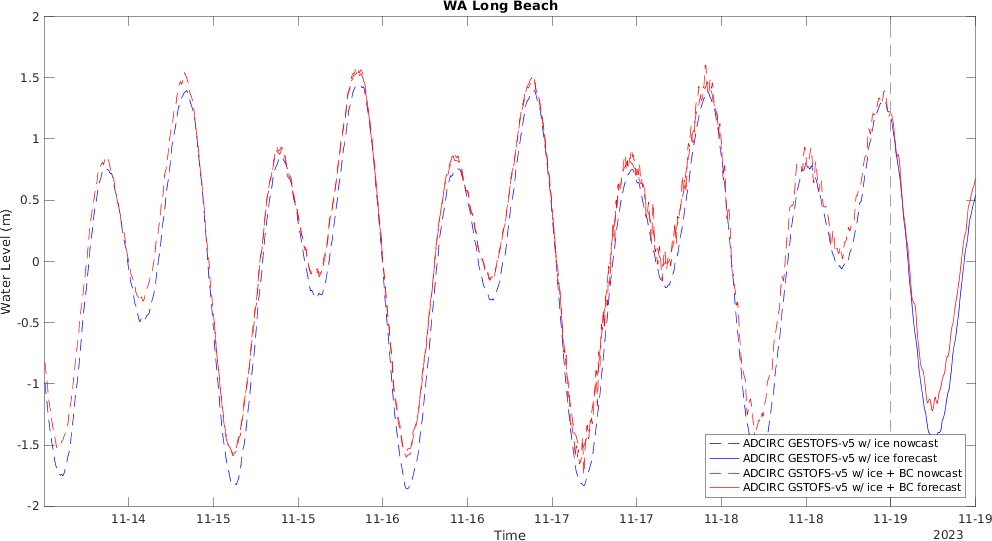 WA Long Beach
2
1.5
1
0.5
0
-0.5
-1
-1.5
-2
Water Level (m)
ADCIRC GESTOFS-v5 w/ ice nowcast
ADCIRC GESTOFS-v5 w/ ice forecast
ADCIRC GSTOFS-v5 w/ ice + BC nowcast
ADCIRC GSTOFS-v5 w/ ice + BC forecast
11-14 11-15 11-15 11-16 11-16 11-17 11-17 11-18 11-18 11-19 11-19
Time
2023